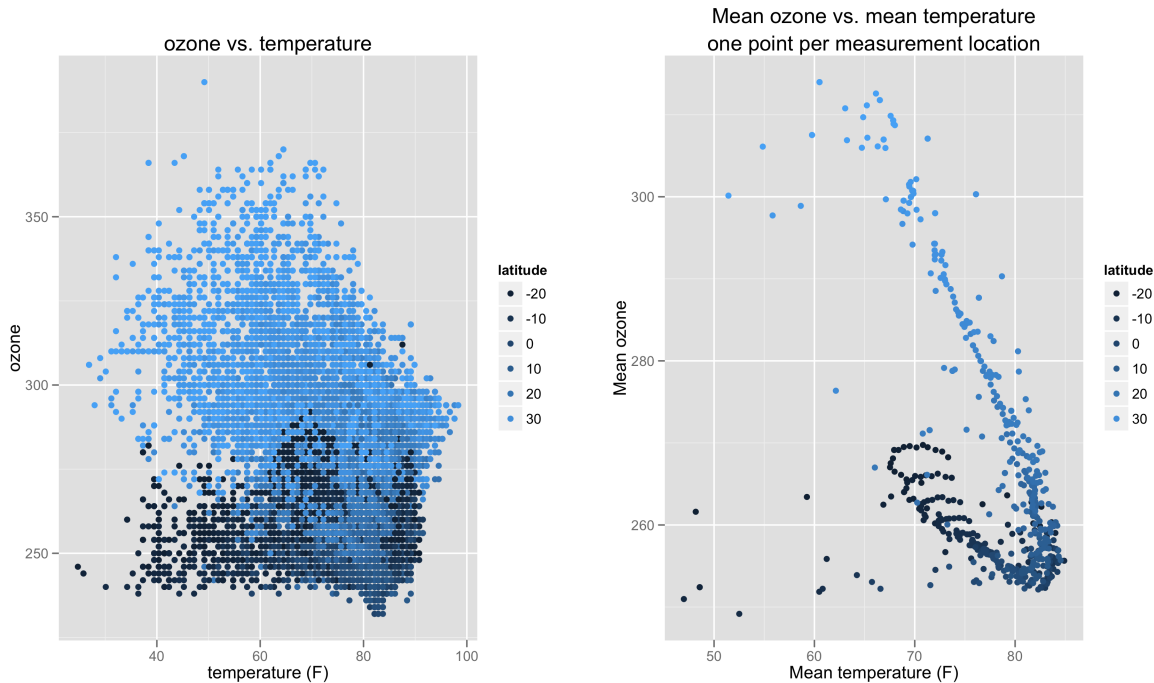 ozone vs. temperature
ozone
350
300
250
40
60
80
100
temperature (F)
latitude
-20
-10
0
10
20
30
Mean ozone vs. mean temperature
one point per measurement location
Mean ozone
300
280
260
50
60
70
80
Mean temperature (F)
latitude
-20
-10
0
10
20
30